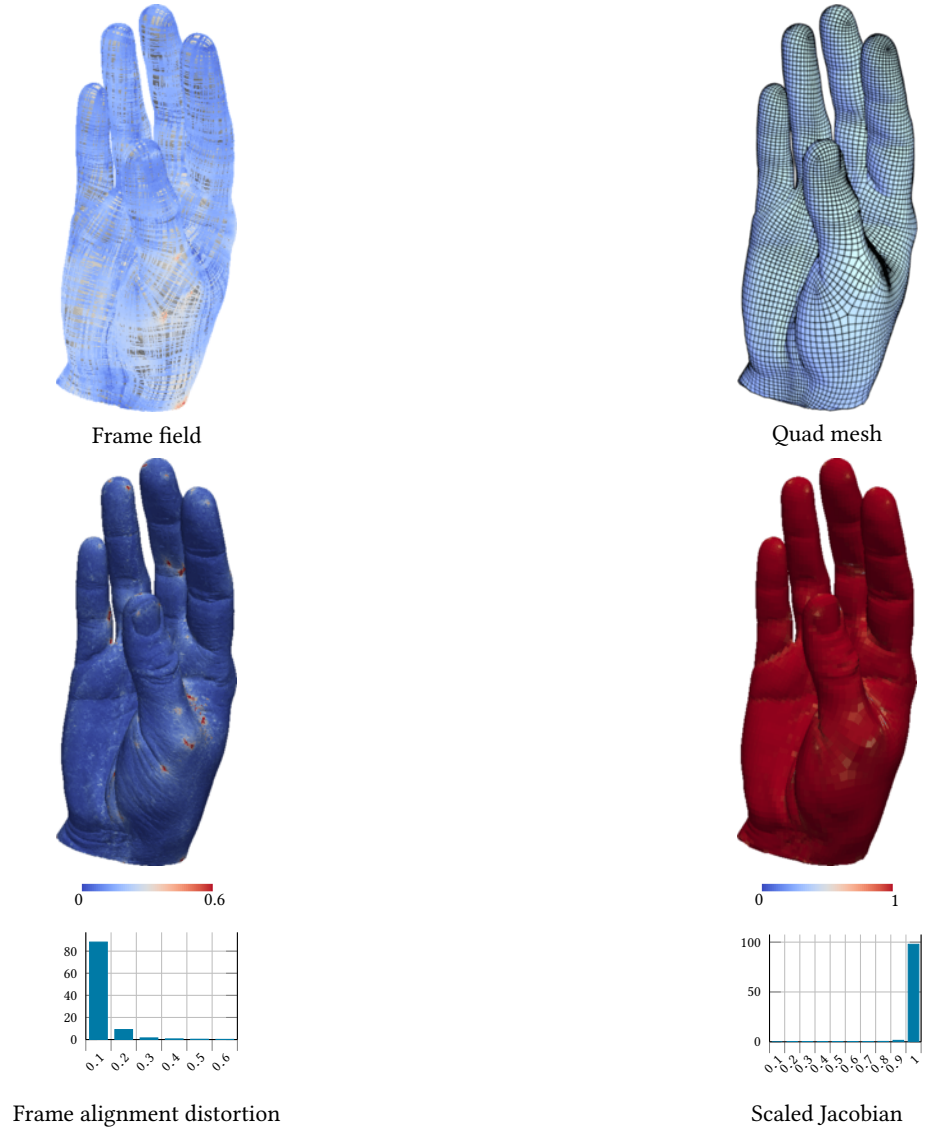 Frame field
Quad mesh
0 0.6
0 1
80
60
40
20
0
0.1 0.2 0.3 0.4 0.5 0.6
100
50
0
0.1 0.2 0.3 0.4 0.5 0.6 0.7 0.8 0.9 1
Frame alignment distortion
Scaled Jacobian